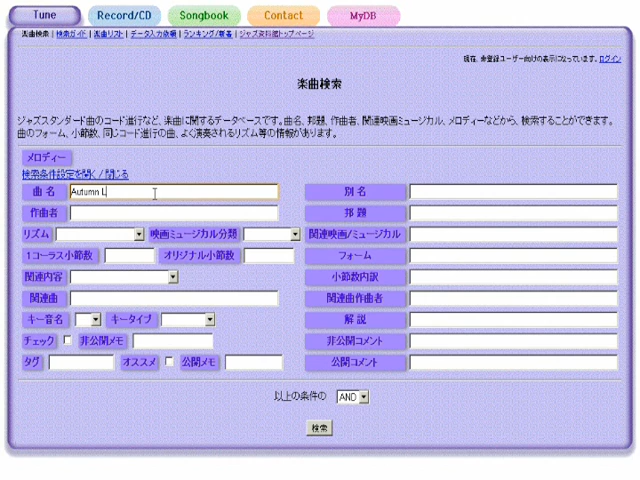 Tune Record/CD Songbook Contact MyDB
楽曲検索 | 検索ガイド | 楽曲リスト | データ入力依頼 | ランキング/新着 | ジャズ資料館トップページ
現在、未登録ユーザー向けの表示になっています。ログイン
楽曲検索
ジャズスタンダード曲のコード進行など、楽曲に関するデータベースです。曲名、邦題、作曲者、関連映画ミュージカル、メロディーなどから、検索することができます。
曲のフォーム、小節数、同じコード進行の曲、よく演奏されるリズム等の情報があります。
メロディー
検索条件設定を開く / 閉じる
曲 名 Autumn L 別 名
作曲者 邦 題
リズム 映画ミュージカル分類 関連映画/ミュージカル
1コーラス小節数 オリジナル小節数 フォーム
関連内容 小節数内訳
関連曲 関連曲作曲者
キー音名 キータイプ 解 説
チェック 非公開メモ 非公開コメント
タグ オススメ 公開メモ 公開コメント
以上の条件の AND
検索